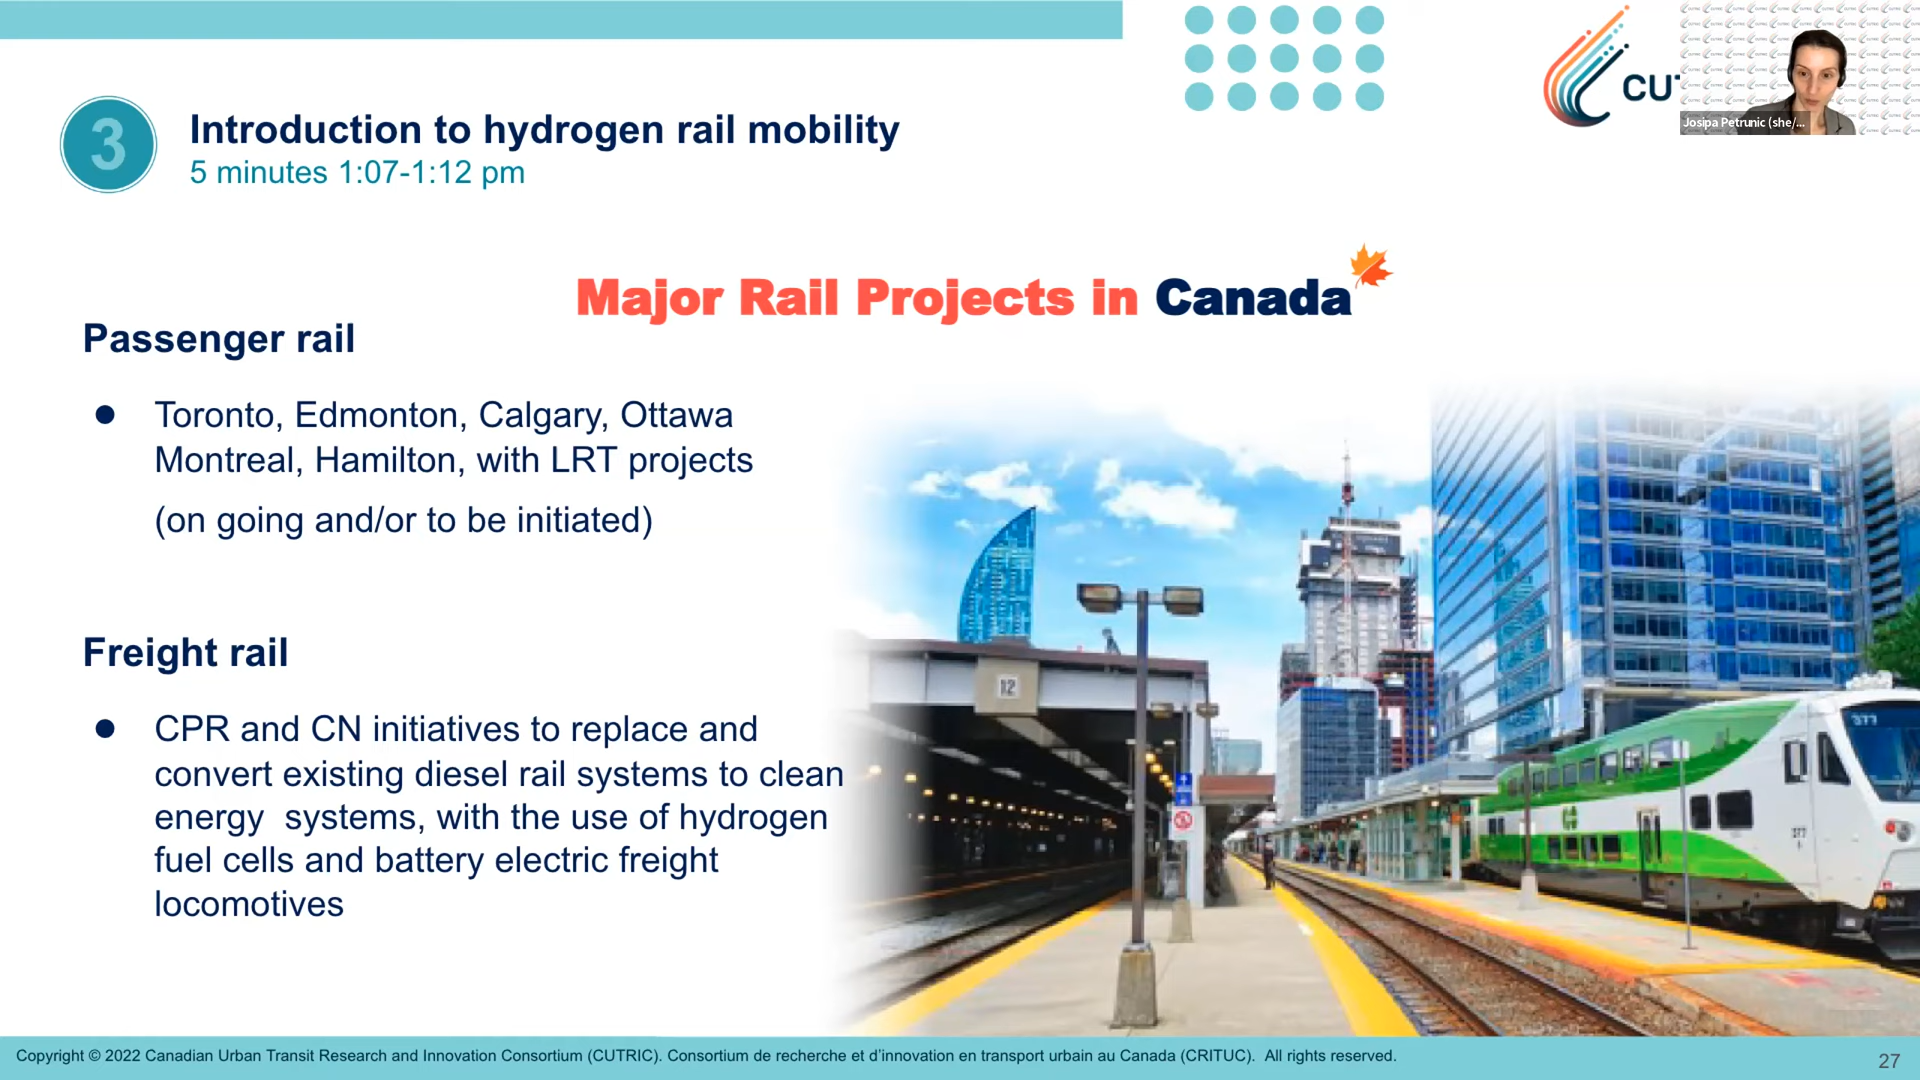 3
Introduction to hydrogen rail mobility
5 minutes 1:07-1:12 pm
CU
Josipa Petrunic (she/...
Major Rail Projects in Canada
Passenger rail
● Toronto, Edmonton, Calgary, Ottawa
Montreal, Hamilton, with LRT projects
(on going and/or to be initiated)
Freight rail
● CPR and CN initiatives to replace and
convert existing diesel rail systems to clean
energy  systems, with the use of hydrogen
fuel cells and battery electric freight
locomotives
12
377
GO
377
Copyright © 2022 Canadian Urban Transit Research and Innovation Consortium (CUTRIC). Consortium de recherche et d’innovation en transport urbain au Canada (CRITUC).  All rights reserved.
27